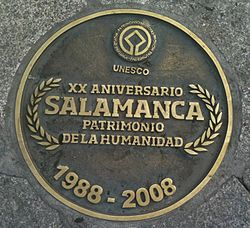 UNESCO
XX ANIVERSARIO
SALAMANCA
PATRIMONIO
DE LA HUMANIDAD
1988 - 2008